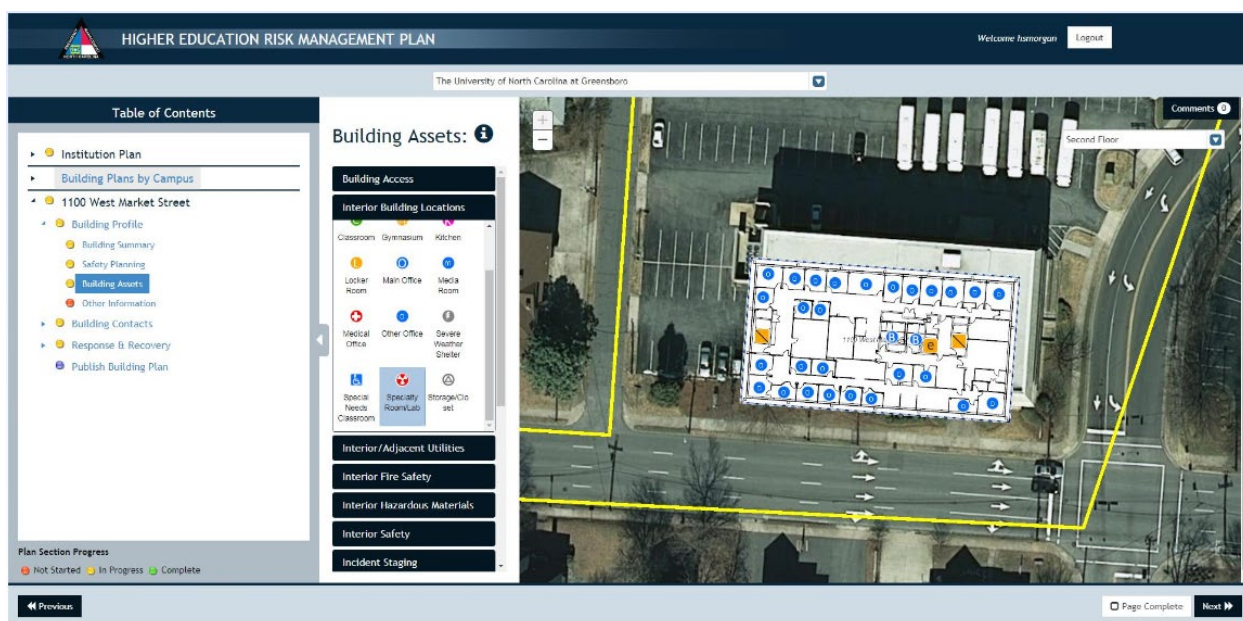 HIGHER EDUCATION RISK MANAGEMENT PLAN
Welcome hsmorgan
Logout
The University of North Carolina at Greensboro
Table of Contents
Institution Plan
Building Plans by Campus
1100 West Market Street
Building Profile
Building Summary
Safety Planning
Building Assets
Other Information
Building Contacts
Response & Recovery
Publish Building Plan
Plan Section Progress
Not Started In Progress Complete
Building Assets:
Building Access
Interior Building Locations
Classroom Gymnasium Kitchen
Locker Main Office Media
Room Room
Medical Other Office Severe
Office Weather
Shelter
Special Specialty Storage/Clo
Needs Room/Lab set
Classroom
Interior/Adjacent Utilities
Interior Fire Safety
Interior Hazardous Materials
Interior Safety
Incident Staging
Comments 0
Second Floor
Previous
Page Complete
Next